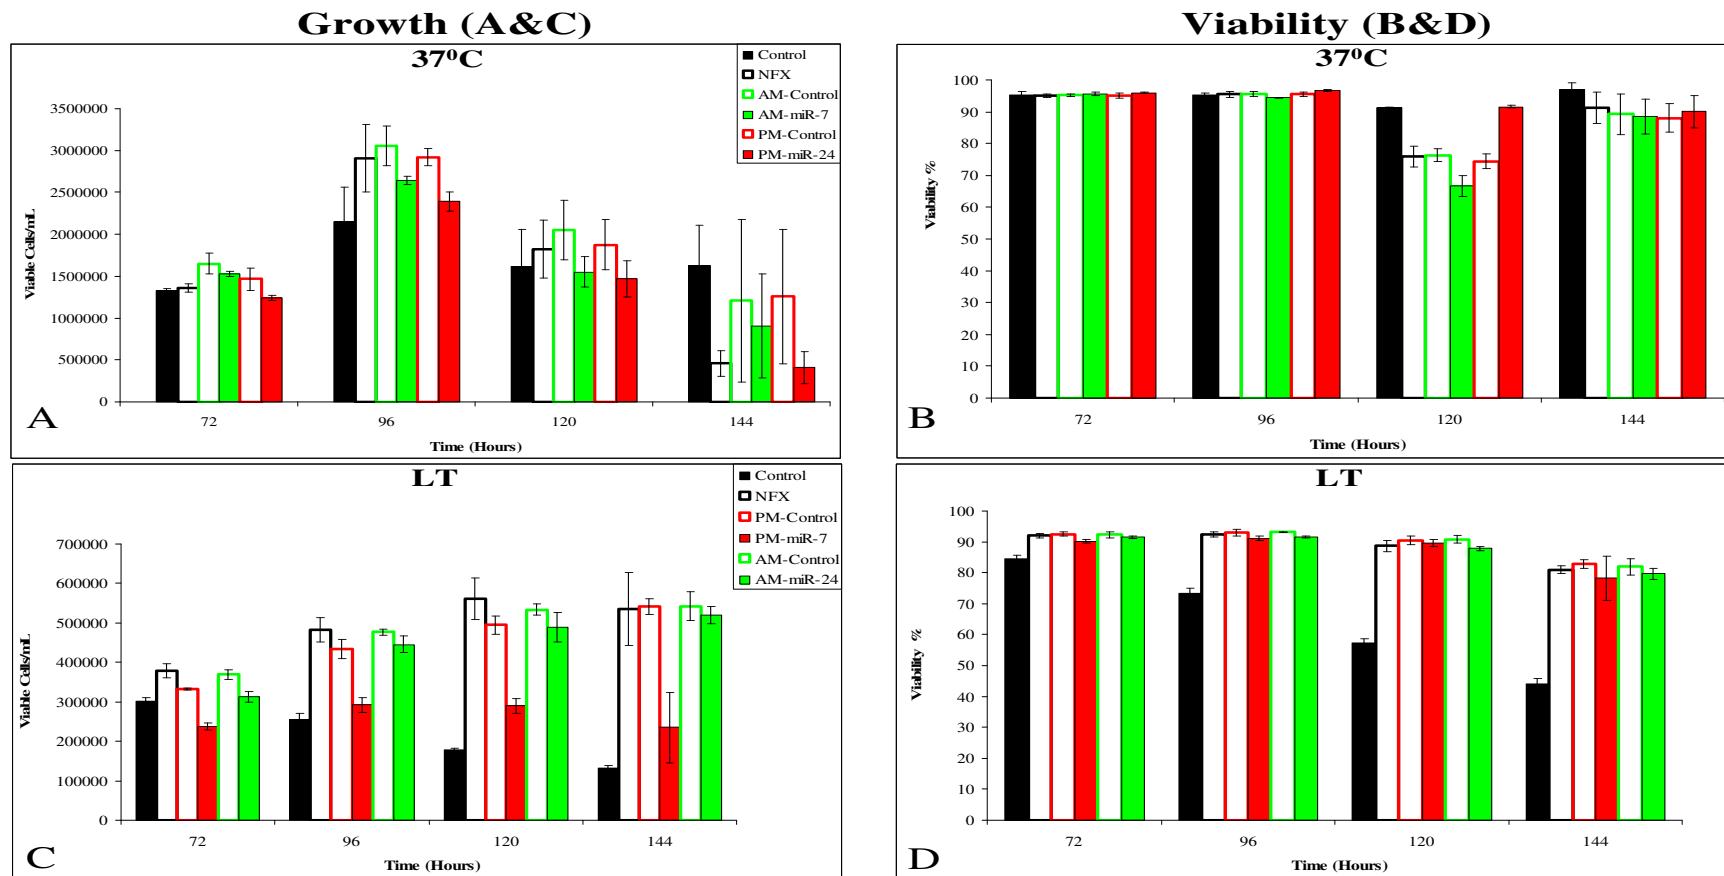 Growth (A&C)
Viability (B&D)
37⁰C
Control
NFX
AM-Control
AM-miR-7
PM-Control
PM-miR-24
3500000
3000000
2500000
2000000
1500000
1000000
500000
0
Viable Cells/mL
72
96
120
144
Time (Hours)
A
37⁰C
100
90
80
70
60
50
40
30
20
10
0
Viability %
72
96
120
144
Time (Hours)
B
LT
Control
NFX
PM-Control
PM-miR-7
AM-Control
AM-miR-24
700000
600000
500000
400000
300000
200000
100000
0
Viable Cells/mL
72
96
120
144
Time (Hours)
C
LT
100
90
80
70
60
50
40
30
20
10
0
Viability %
72
96
120
144
Time (Hours)
D